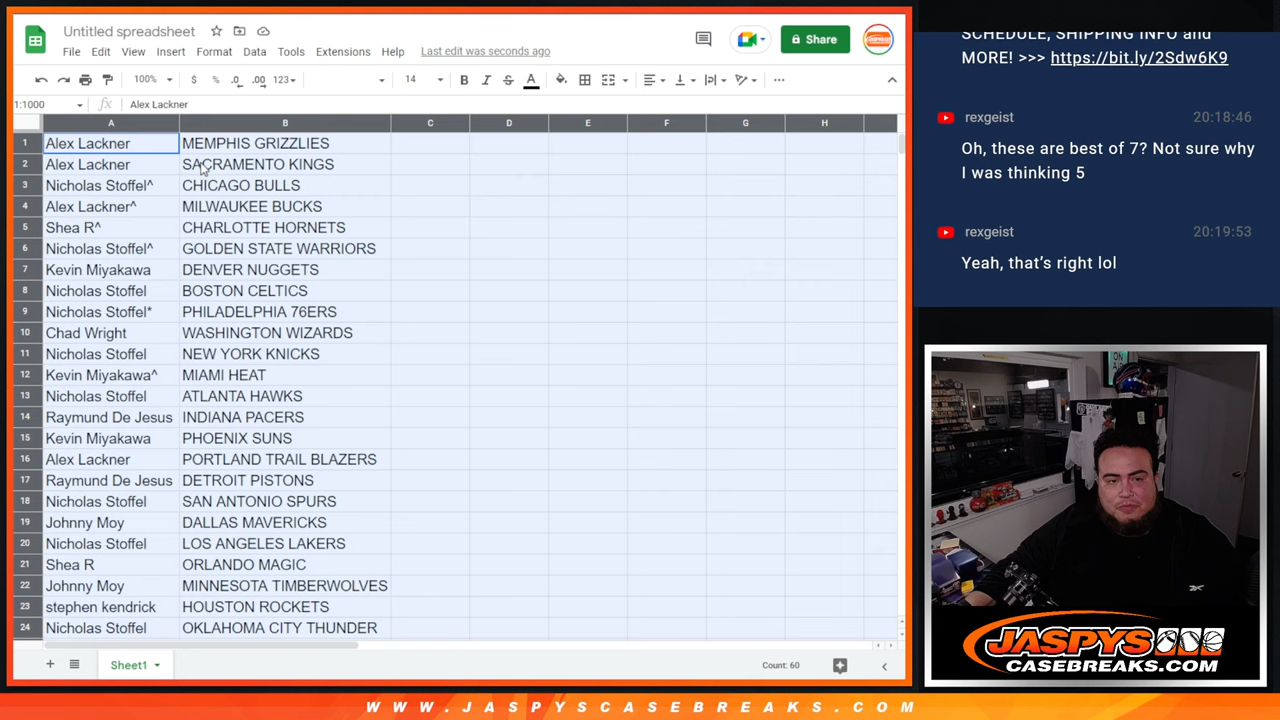 Untitled spreadsheet
File Edit View Insert Format Data Tools Extensions Help Last edit was seconds ago
Share
100% $ % .0 .00 123 14 B I S A
1:1000 fx Alex Lackner
A B C D E F G H
1 Alex Lackner MEMPHIS GRIZZLIES
2 Alex Lackner SACRAMENTO KINGS
3 Nicholas Stoffel^ CHICAGO BULLS
4 Alex Lackner^ MILWAUKEE BUCKS
5 Shea R^ CHARLOTTE HORNETS
6 Nicholas Stoffel^ GOLDEN STATE WARRIORS
7 Kevin Miyakawa DENVER NUGGETS
8 Nicholas Stoffel BOSTON CELTICS
9 Nicholas Stoffel* PHILADELPHIA 76ERS
10 Chad Wright WASHINGTON WIZARDS
11 Nicholas Stoffel NEW YORK KNICKS
12 Kevin Miyakawa^ MIAMI HEAT
13 Nicholas Stoffel ATLANTA HAWKS
14 Raymund De Jesus INDIANA PACERS
15 Kevin Miyakawa PHOENIX SUNS
16 Alex Lackner PORTLAND TRAIL BLAZERS
17 Raymund De Jesus DETROIT PISTONS
18 Nicholas Stoffel SAN ANTONIO SPURS
19 Johnny Moy DALLAS MAVERICKS
20 Nicholas Stoffel LOS ANGELES LAKERS
21 Shea R ORLANDO MAGIC
22 Johnny Moy MINNESOTA TIMBERWOLVES
23 stephen kendrick HOUSTON ROCKETS
24 Nicholas Stoffel OKLAHOMA CITY THUNDER
Sheet1
Count: 60
SCHEDULE, SHIPPING INFO and
MORE! >>> https://bit.ly/2Sdw6K9
rexgeist 20:18:46
Oh, these are best of 7? Not sure why
I was thinking 5
rexgeist 20:19:53
Yeah, that's right lol
JASPYS
CASEBREAKS.COM
WWW.JASPYSCASEBREAKS.COM